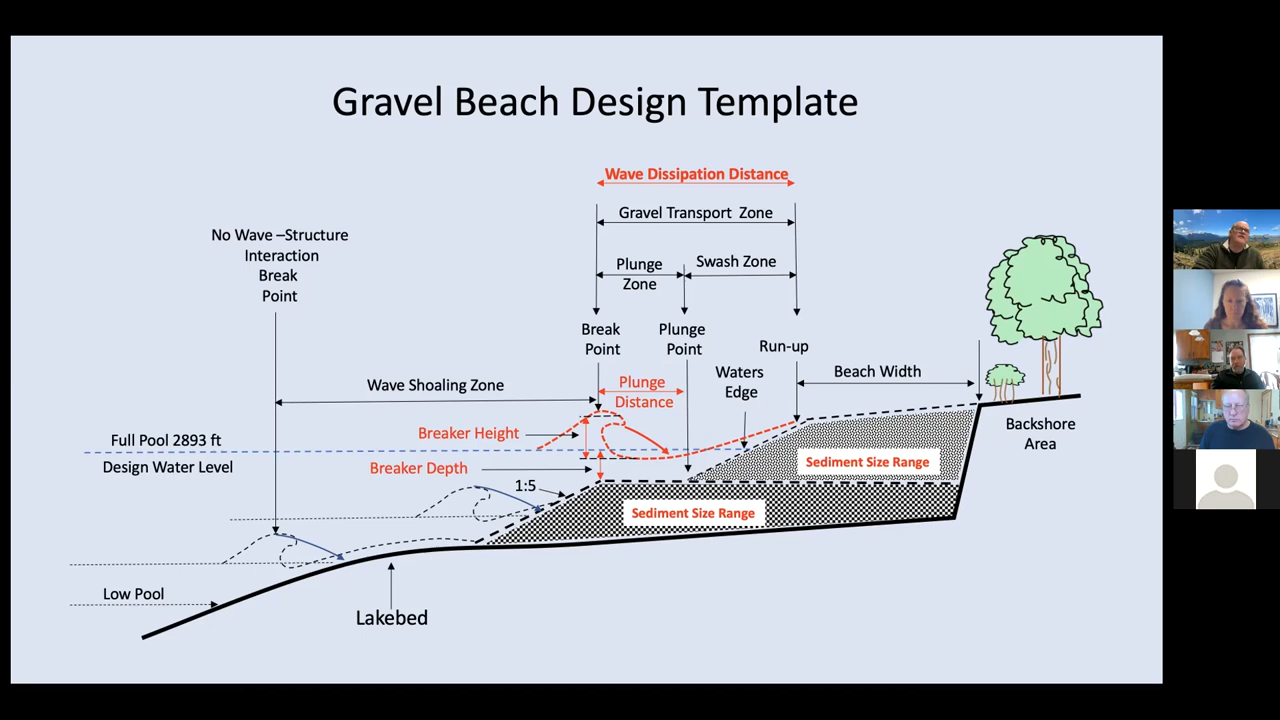 Gravel Beach Design Template
Wave Dissipation Distance
Gravel Transport Zone
No Wave –Structure
Interaction
Break
Point
Plunge
Zone
Swash Zone
Break
Point
Plunge
Point
Run-up
Waters
Edge
Beach Width
Wave Shoaling Zone
Plunge
Distance
Backshore
Area
Full Pool 2893 ft
Design Water Level
Breaker Height
Breaker Depth
1:5
Sediment Size Range
Sediment Size Range
Low Pool
Lakebed